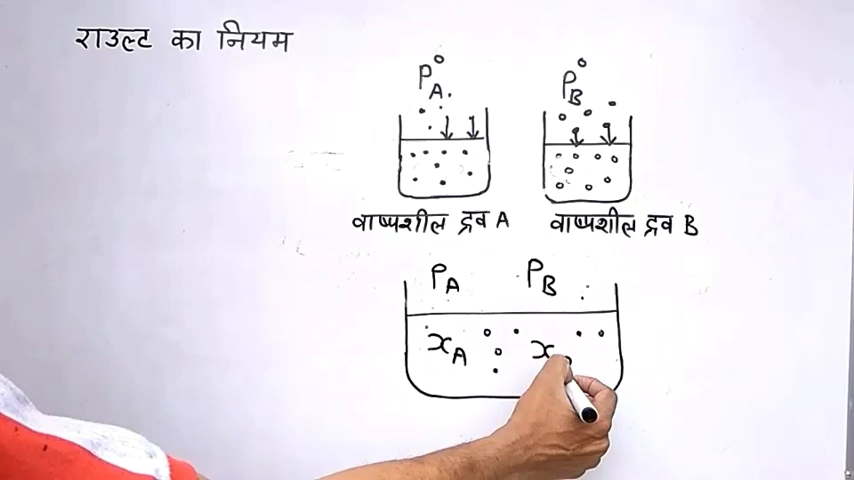 राउल्ट का नियम
P°A
P°B
वाष्पशील द्रव A
वाष्पशील द्रव B
PA
PB
xA
x